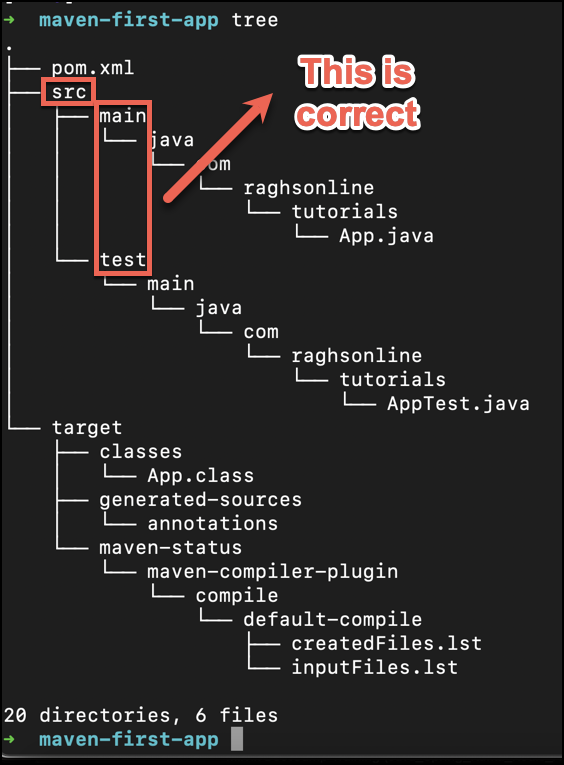 ➜ maven-first-app tree
.
├── pom.xml
├── src
│   ├── main
│   │   └── java
│   │       └── com
│   │           └── raghsonline
│   │               └── tutorials
│   │                   └── App.java
│   └── test
│       └── main
│           └── java
│               └── com
│                   └── raghsonline
│                       └── tutorials
│                           └── AppTest.java
└── target
    ├── classes
    │   └── App.class
    ├── generated-sources
    │   └── annotations
    └── maven-status
        └── maven-compiler-plugin
            └── compile
                └── default-compile
                    ├── createdFiles.lst
                    └── inputFiles.lst
20 directories, 6 files
➜ maven-first-app
This is
correct